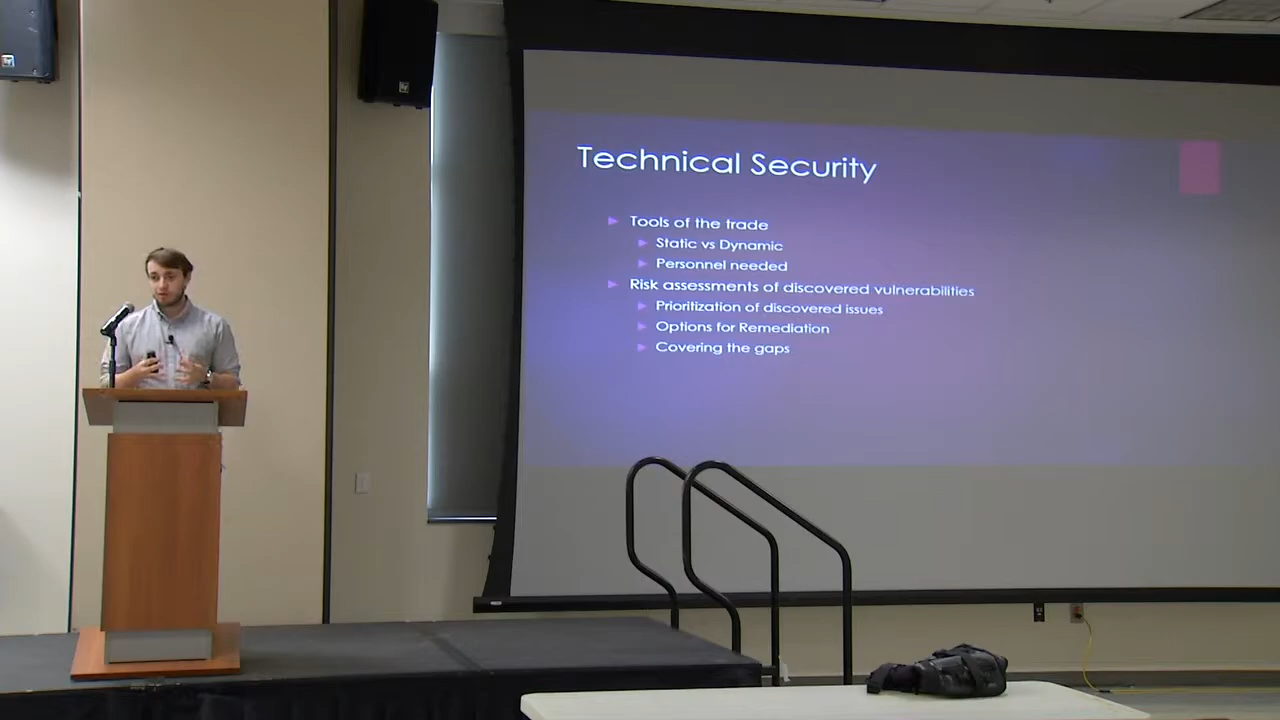 Technical Security
Tools of the trade
Static vs Dynamic
Personnel needed
Risk assessments of discovered vulnerabilities
Prioritization of discovered issues
Options for Remediation
Covering the gaps